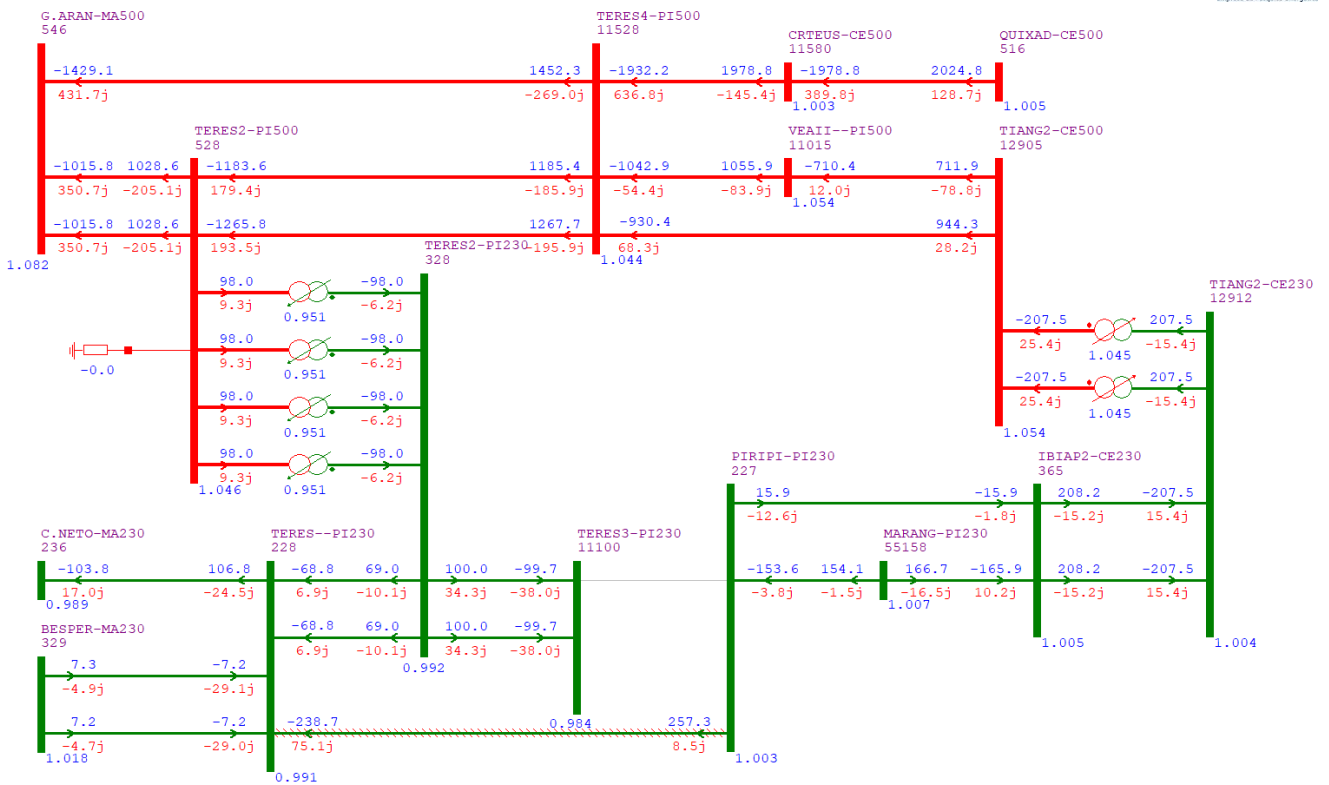 G.ARAN-MA500
546
TERES4-PI500
11528
CRTEUS-CE500
11580
QUIXAD-CE500
516
-1429.1 1452.3 -1932.2 1978.8 -1978.8 2024.8
431.7j -269.0j 636.8j -145.4j 389.8j 128.7j
1.003 1.005
TERES2-PI500
528
VEAII--PI500
11015
TIANG2-CE500
12905
-1015.8 1028.6 -1183.6 1185.4 -1042.9 1055.9 -710.4 711.9
350.7j -205.1j 179.4j -185.9j -54.4j -83.9j 12.0j -78.8j
1.054
-1015.8 1028.6 -1265.8 1267.7 -930.4 944.3
350.7j -205.1j 193.5j -195.9j 68.3j 28.2j
TERES2-PI230
328
1.082 1.044
TIANG2-CE230
12912
98.0 -98.0
9.3j 0.951 -6.2j
-207.5 207.5
25.4j 1.045 -15.4j
98.0 -98.0
9.3j 0.951 -6.2j
-0.0
-207.5 207.5
25.4j 1.045 -15.4j
98.0 -98.0
9.3j 0.951 -6.2j
1.054
98.0 -98.0
9.3j 0.951 -6.2j
1.046
PIRIPI-PI230
227
IBIAP2-CE230
365
15.9 -15.9 208.2 -207.5
-12.6j -1.8j -15.2j 15.4j
C.NETO-MA230
236
TERES--PI230
228
TERES3-PI230
11100
MARANG-PI230
55158
-103.8 106.8 -68.8 69.0 100.0 -99.7 -153.6 154.1 166.7 -165.9 208.2 -207.5
17.0j -24.5j 6.9j -10.1j 34.3j -38.0j -3.8j -1.5j -16.5j 10.2j -15.2j 15.4j
0.989 1.007
BESPER-MA230
329
-68.8 69.0 100.0 -99.7
6.9j -10.1j 34.3j -38.0j
1.005 1.004
0.992
7.3 -7.2
-4.9j -29.1j
7.2 -7.2 -238.7 0.984 257.3
-4.7j -29.0j 75.1j 8.5j
1.018 1.003
0.991